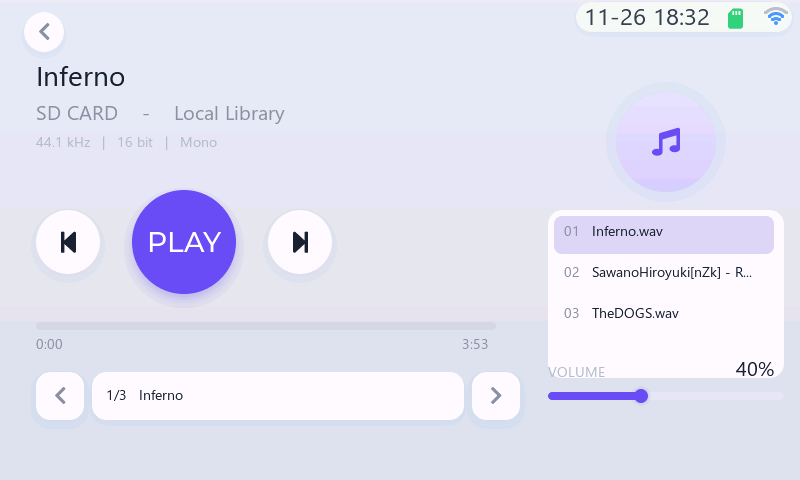 11-26 18:32
Inferno
SD CARD - Local Library
44.1 kHz | 16 bit | Mono
PLAY
0:00 3:53
1/3 Inferno
01 Inferno.wav
02 SawanoHiroyuki[nZk] - R...
03 TheDOGS.wav
VOLUME 40%